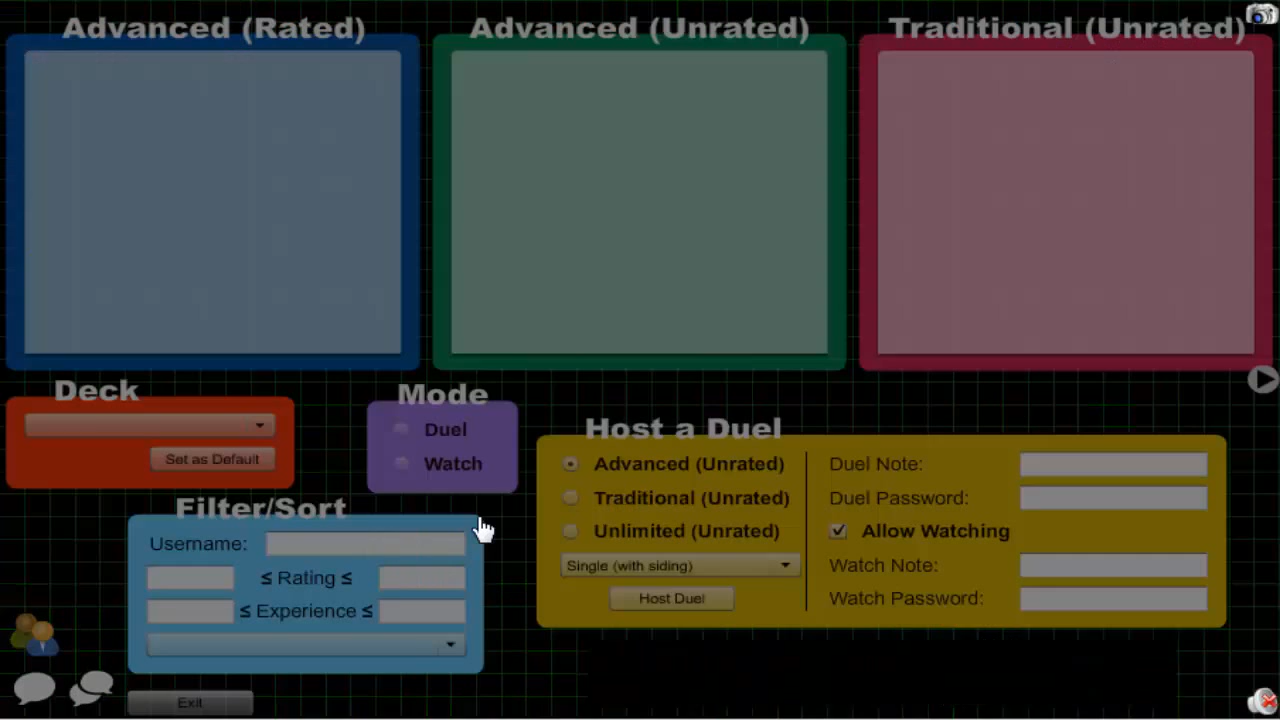 Advanced (Rated)
Advanced (Unrated)
Traditional (Unrated)
Deck
Set as Default
Mode
Duel
Watch
Filter/Sort
Username:
≤ Rating ≤
≤ Experience ≤
Exit
Host a Duel
Advanced (Unrated)
Traditional (Unrated)
Unlimited (Unrated)
Single (with siding)
Host Duel
Duel Note:
Duel Password:
Allow Watching
Watch Note:
Watch Password: